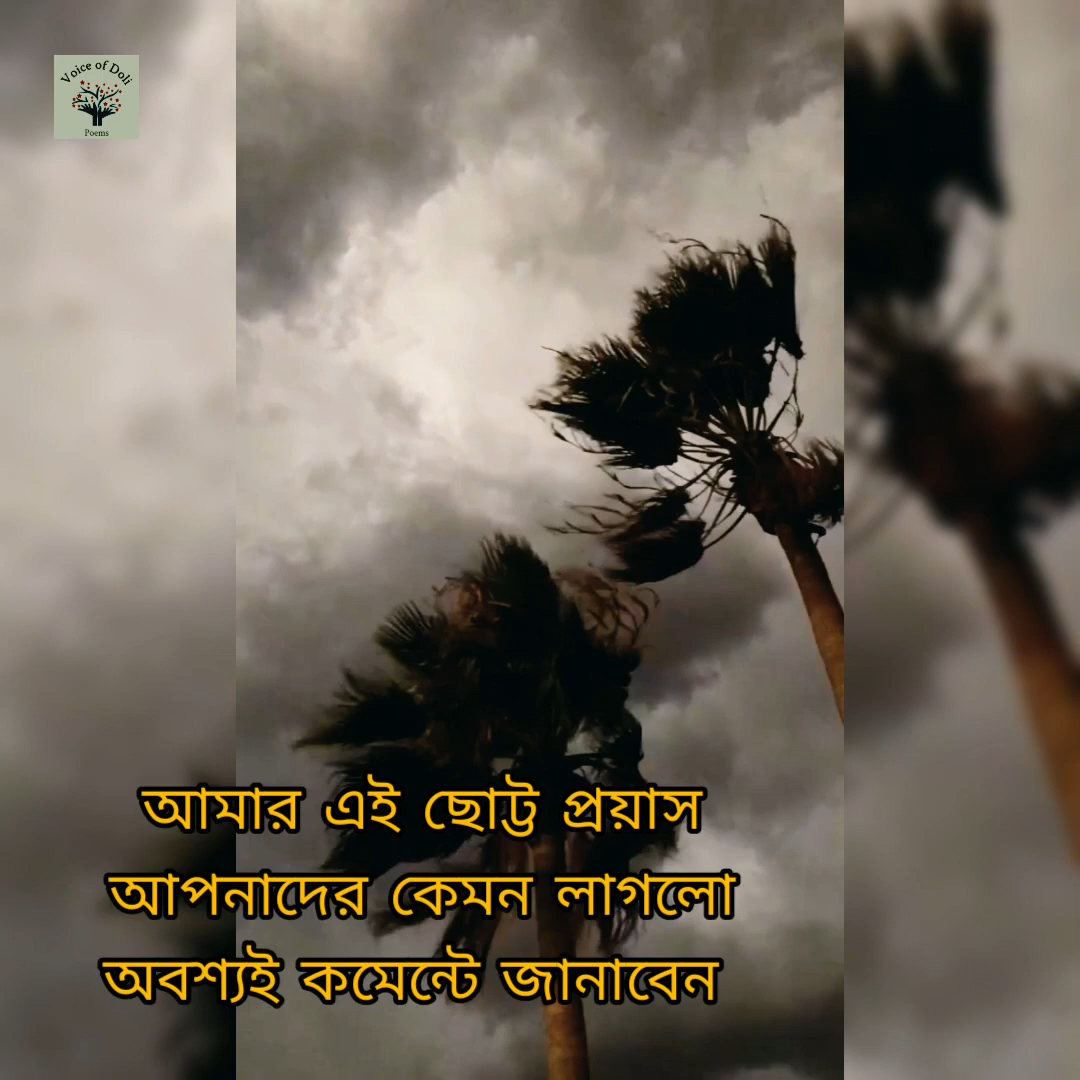 Voice of Doli
Poems
আমার এই ছোট্ট প্রয়াস
আপনাদের কেমন লাগলো
অবশ্যই কমেন্টে জানাবেন